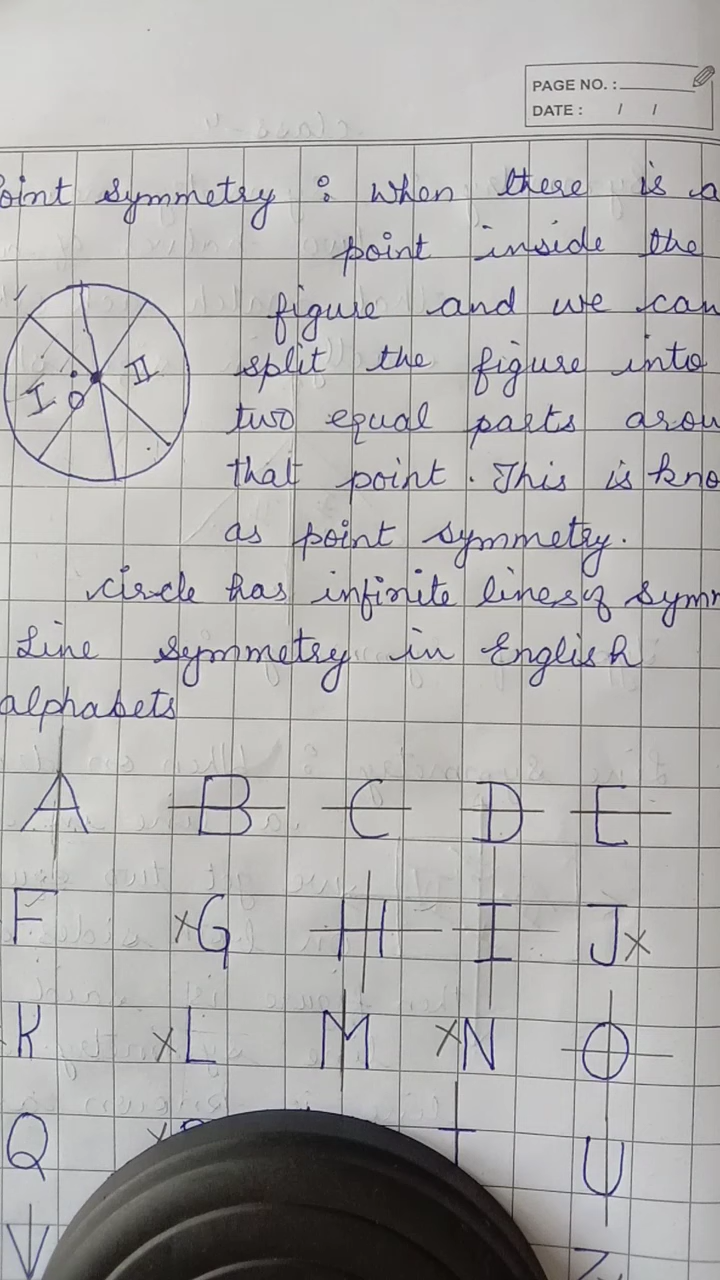 PAGE NO. :
DATE : / /
oint symmetry : when there is a
point inside the
figure and we can
split the figure into
two equal parts arou
that point. This is kno
as point symmetry.
I O II
circle has infinite lines of symm
Line symmetry in English
alphabets
A B C D E
F ×G H I J×
K ×L M ×N O
Q × T U
V Z